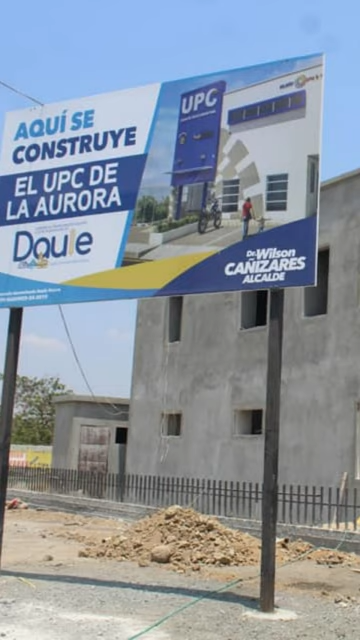 AQUÍ SE
CONSTRUYE
EL UPC DE
LA AURORA
Daule
UPC
Dr. Wilson
CAÑIZARES
ALCALDE